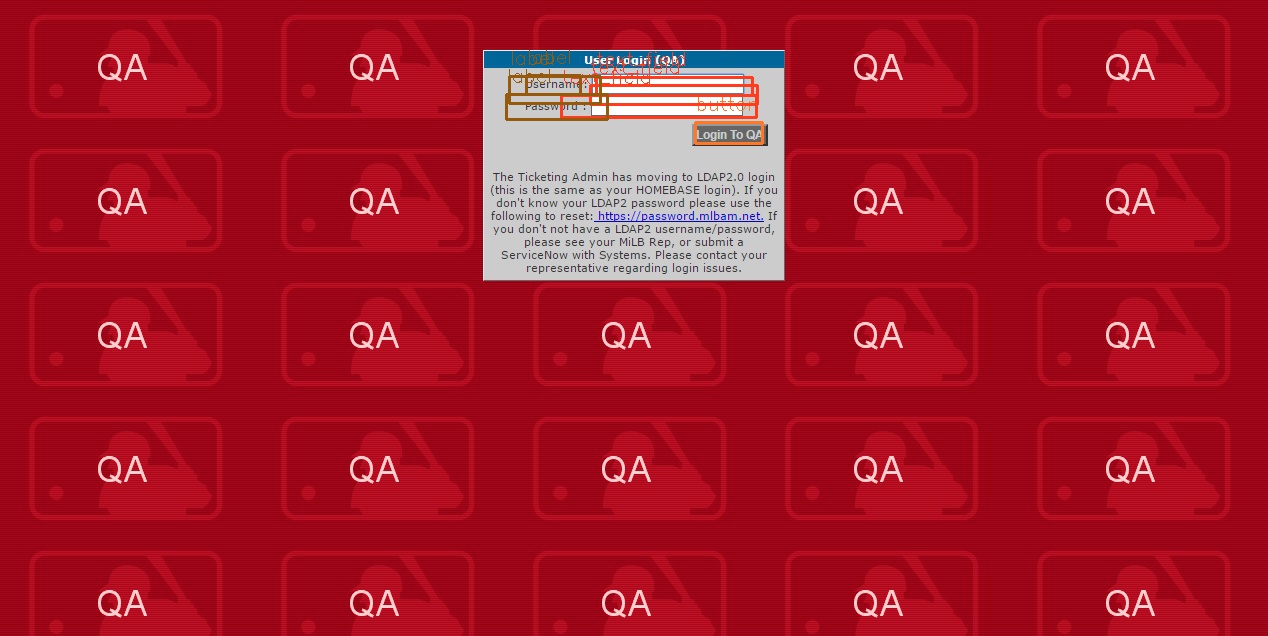 QA QA QA QA
label label User Login (QA) text_field
label text_field text_field
Username:
Password :
button
Login To QA
The Ticketing Admin has moving to LDAP2.0 login
(this is the same as your HOMEBASE login). If you
don't know your LDAP2 password please use the
following to reset: https://password.mlbam.net. If
you don't not have a LDAP2 username/password,
please see your MiLB Rep, or submit a
ServiceNow with Systems. Please contact your
representative regarding login issues.
QA QA QA QA
QA QA QA QA QA
QA QA QA QA QA
QA QA QA QA QA